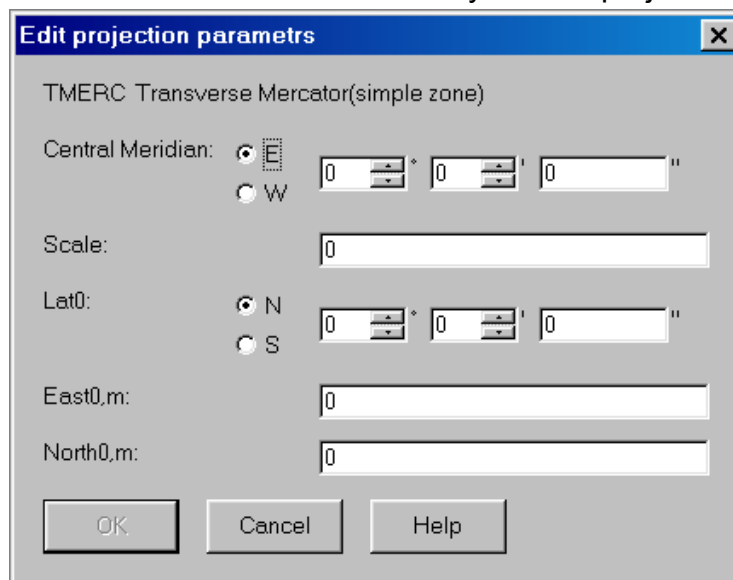 Edit projection parametrs
TMERC Transverse Mercator(simple zone)
Central Meridian: E 0 ° 0 ' 0 "
W
Scale: 0
Lat0: N 0 ° 0 ' 0 "
S
East0,m: 0
North0,m: 0
OK Cancel Help